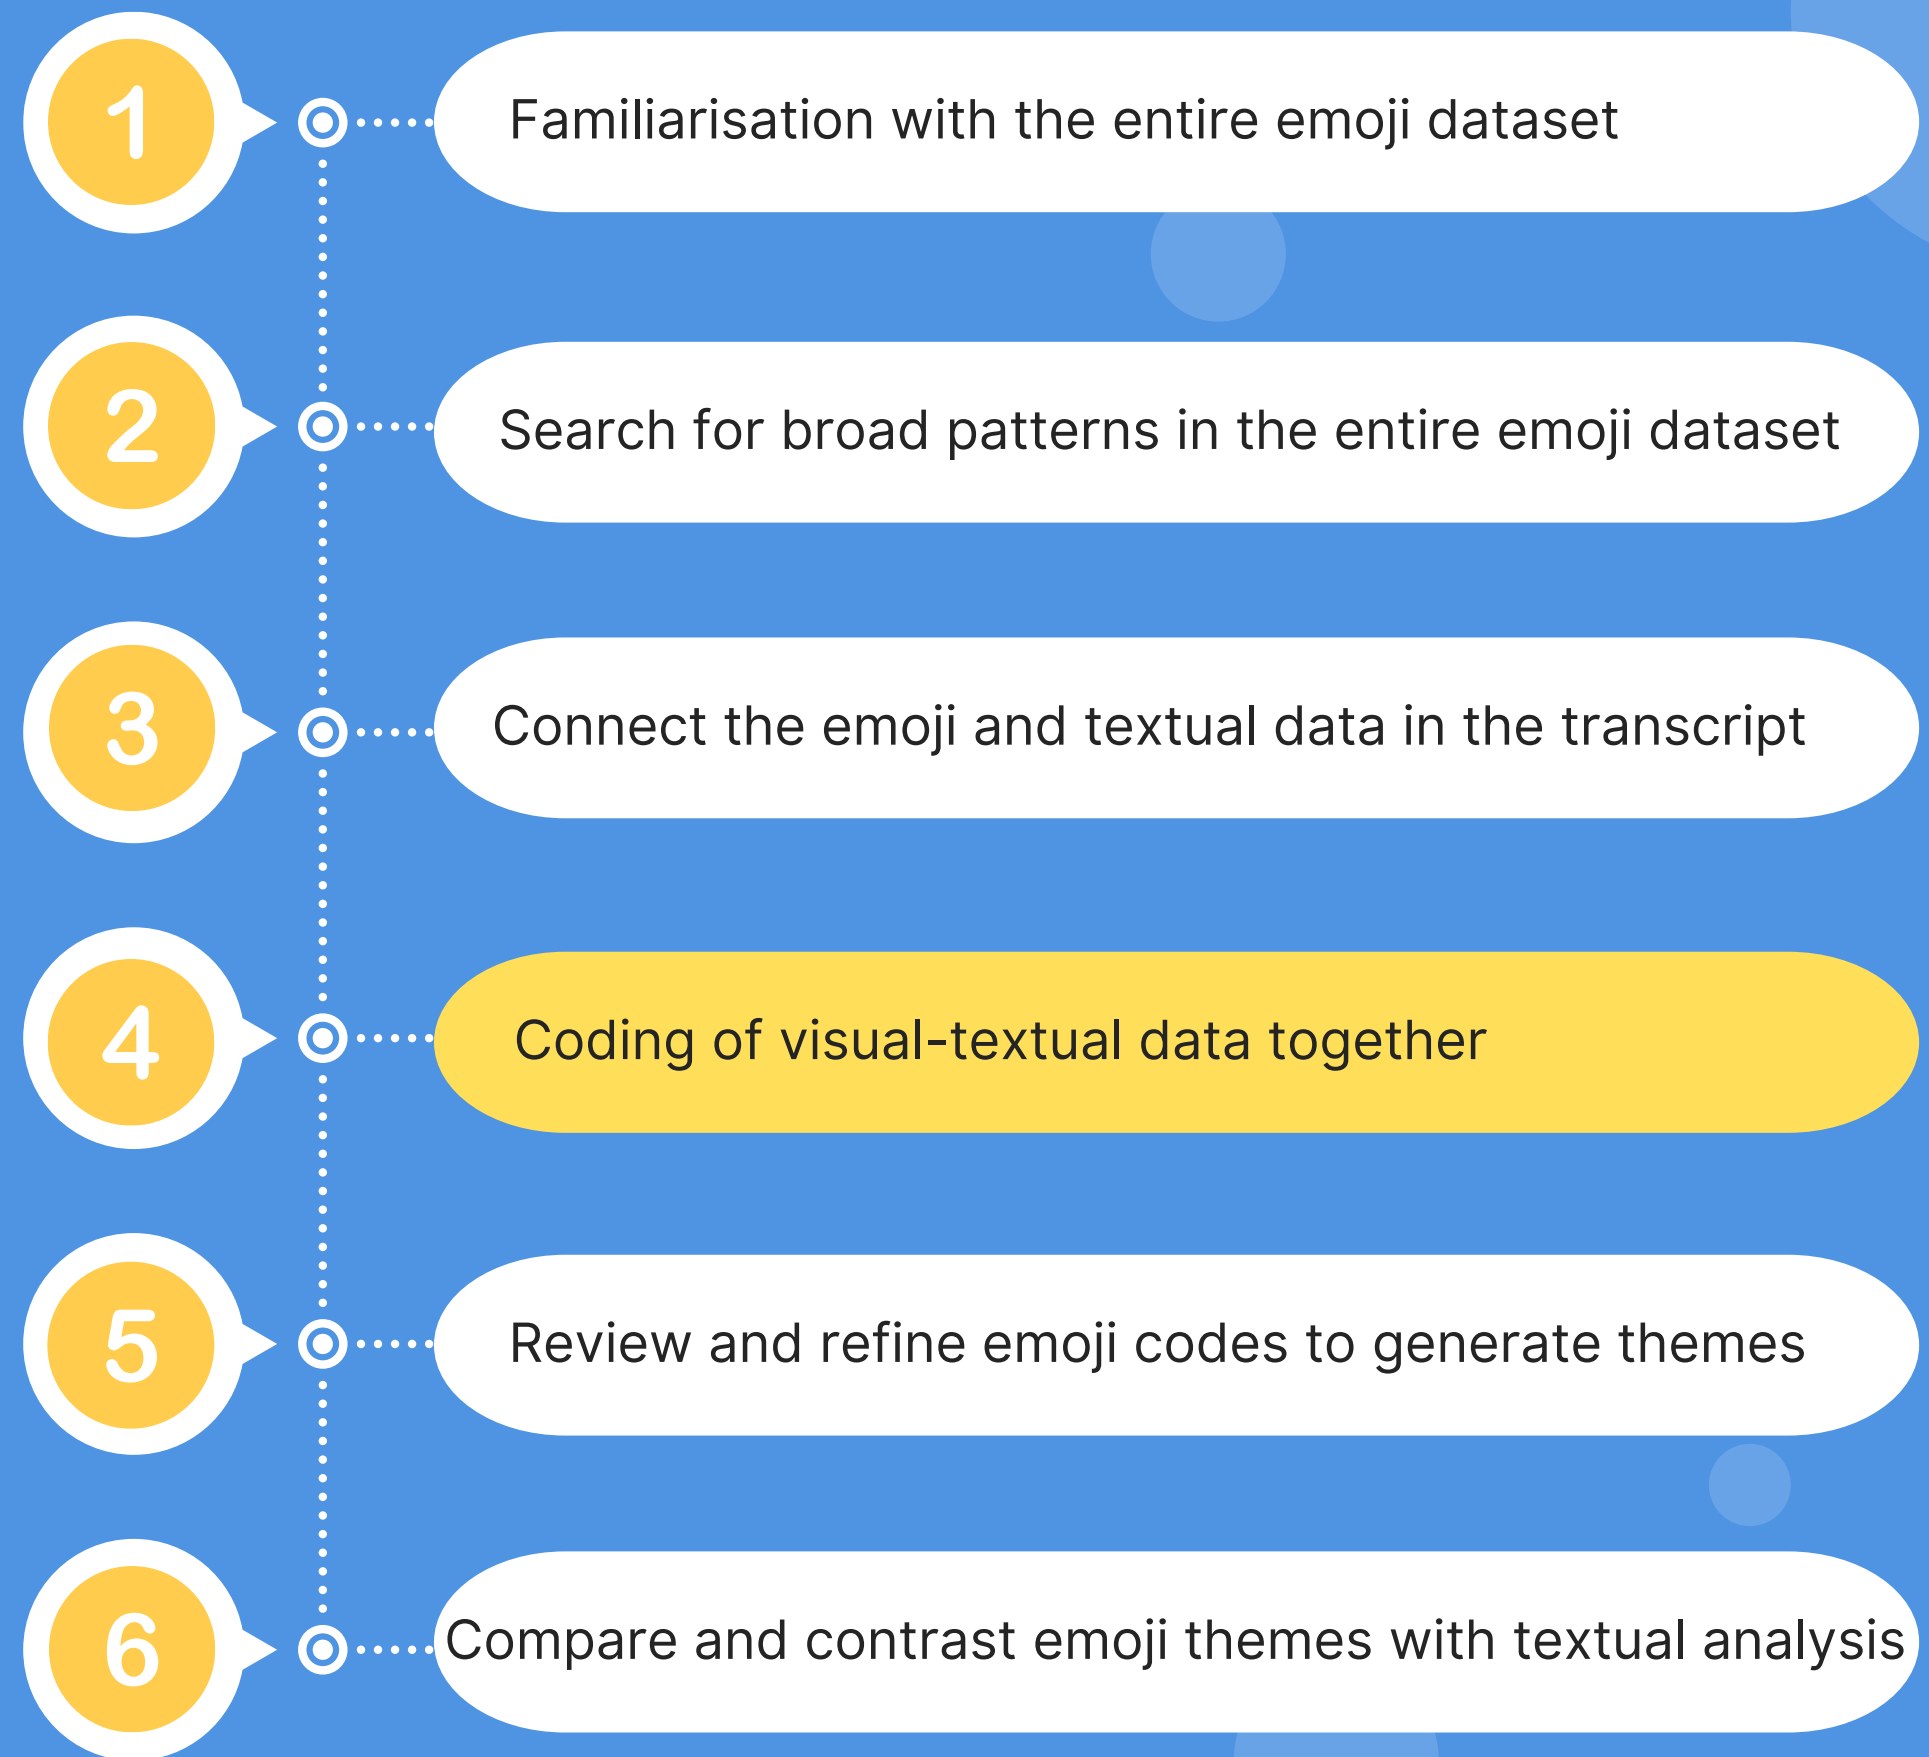 1
Familiarisation with the entire emoji dataset
2
Search for broad patterns in the entire emoji dataset
3
Connect the emoji and textual data in the transcript
4
Coding of visual-textual data together
5
Review and refine emoji codes to generate themes
6
Compare and contrast emoji themes with textual analysis